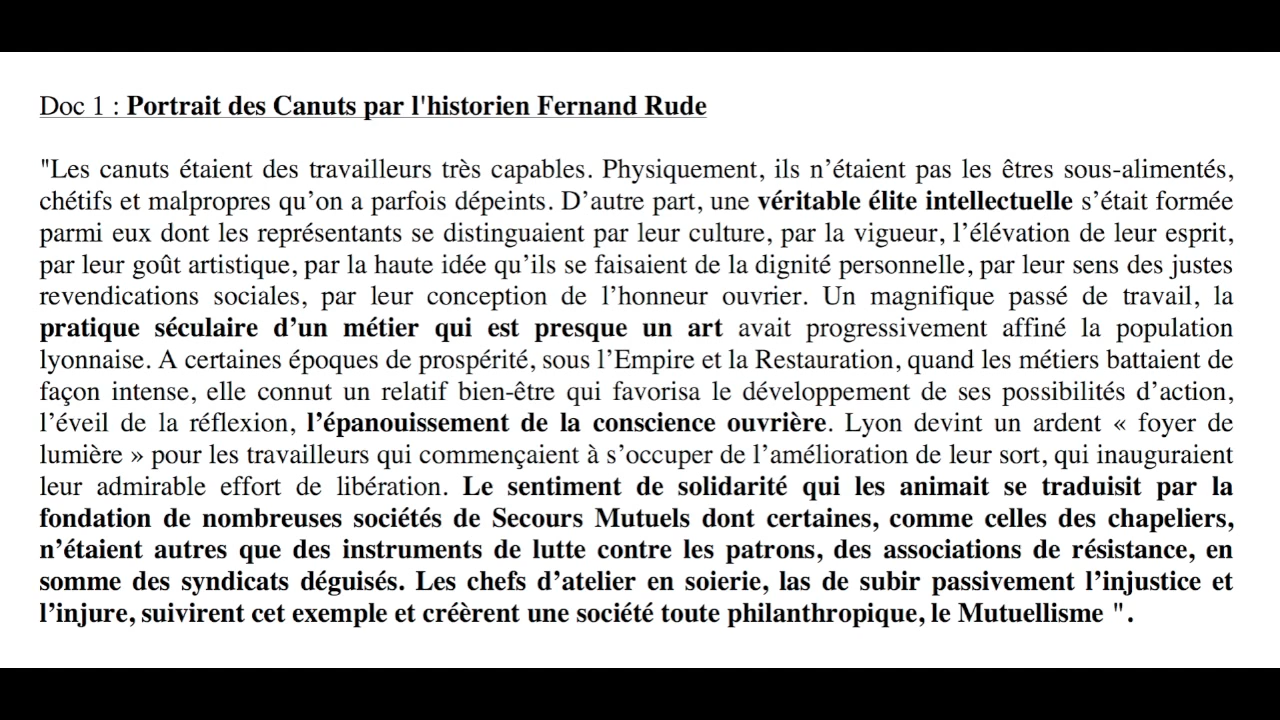 Doc 1 : Portrait des Canuts par l'historien Fernand Rude
"Les canuts étaient des travailleurs très capables. Physiquement, ils n’étaient pas les êtres sous-alimentés,
chétifs et malpropres qu’on a parfois dépeints. D’autre part, une véritable élite intellectuelle s’était formée
parmi eux dont les représentants se distinguaient par leur culture, par la vigueur, l’élévation de leur esprit,
par leur goût artistique, par la haute idée qu’ils se faisaient de la dignité personnelle, par leur sens des justes
revendications sociales, par leur conception de l’honneur ouvrier. Un magnifique passé de travail, la
pratique séculaire d’un métier qui est presque un art avait progressivement affiné la population
lyonnaise. A certaines époques de prospérité, sous l’Empire et la Restauration, quand les métiers battaient de
façon intense, elle connut un relatif bien-être qui favorisa le développement de ses possibilités d’action,
l’éveil de la réflexion, l’épanouissement de la conscience ouvrière. Lyon devint un ardent « foyer de
lumière » pour les travailleurs qui commençaient à s’occuper de l’amélioration de leur sort, qui inauguraient
leur admirable effort de libération. Le sentiment de solidarité qui les animait se traduisit par la
fondation de nombreuses sociétés de Secours Mutuels dont certaines, comme celles des chapeliers,
n’étaient autres que des instruments de lutte contre les patrons, des associations de résistance, en
somme des syndicats déguisés. Les chefs d’atelier en soierie, las de subir passivement l’injustice et
l’injure, suivirent cet exemple et créèrent une société toute philanthropique, le Mutuellisme ".